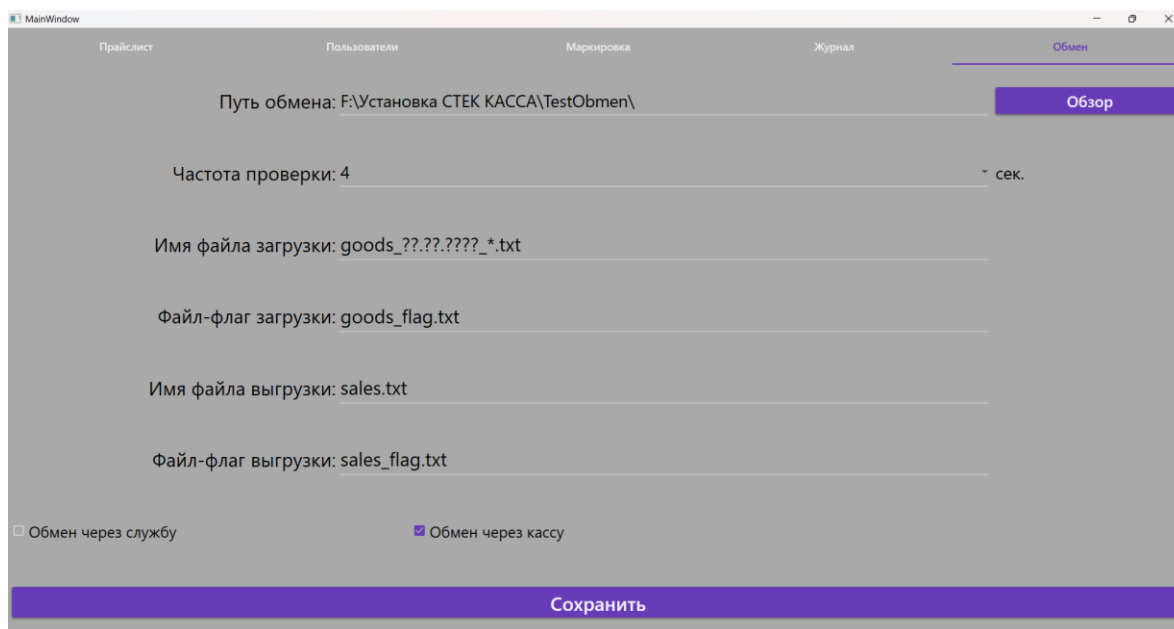 MainWindow
Прайслист Пользователи Маркировка Журнал Обмен
Путь обмена: F:\Установка СТЕК КАССА\TestObmen\ Обзор
Частота проверки: 4 сек.
Имя файла загрузки: goods_??.??.????_*.txt
Файл-флаг загрузки: goods_flag.txt
Имя файла выгрузки: sales.txt
Файл-флаг выгрузки: sales_flag.txt
Обмен через службу Обмен через кассу
Сохранить